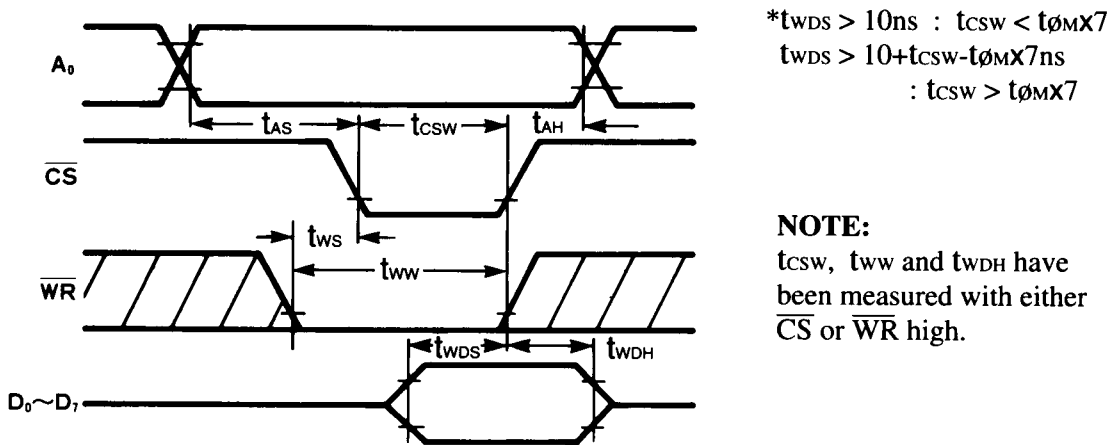 A₀
tAS
tCSW
tAH
CS
tWS
tWW
WR
tWDS
tWDH
D₀~D₇
*tWDS > 10ns : tCSW < tøMX7
tWDS > 10+tCSW-tøMX7ns
: tCSW > tøMX7
NOTE:
tCSW, tWW and tWDH have
been measured with either
CS or WR high.